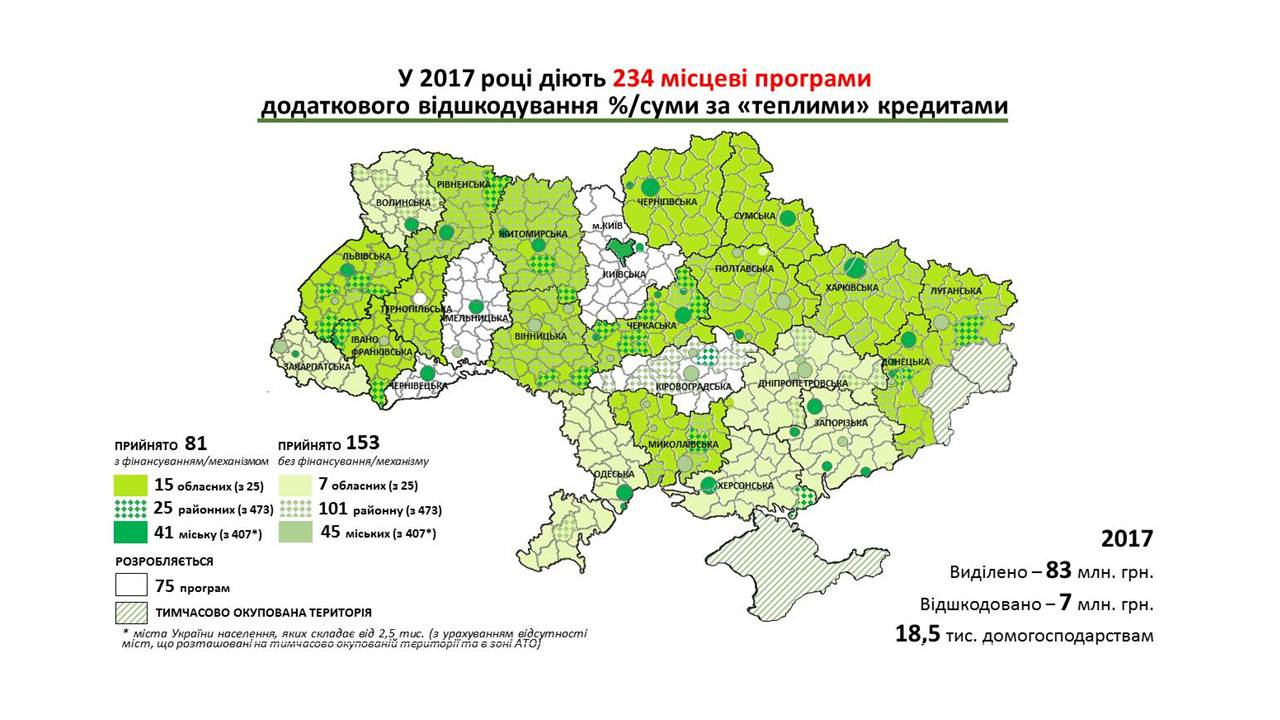 У 2017 році діють 234 місцеві програми
додаткового відшкодування %/суми за «теплими» кредитами
ВОЛИНСЬКА
РІВНЕНСЬКА
ЖИТОМИРСЬКА
м.КИЇВ
КИЇВСЬКА
ЧЕРНІГІВСЬКА
СУМСЬКА
ЛЬВІВСЬКА
ТЕРНОПІЛЬСЬКА
ХМЕЛЬНИЦЬКА
ВІННИЦЬКА
ЧЕРКАСЬКА
ПОЛТАВСЬКА
ХАРКІВСЬКА
ЛУГАНСЬКА
ЗАКАРПАТСЬКА
ІВАНО
ФРАНКІВСЬКА
ЧЕРНІВЕЦЬКА
КІРОВОГРАДСЬКА
ДНІПРОПЕТРОВСЬКА
ДОНЕЦЬКА
ЗАПОРІЗЬКА
МИКОЛАЇВСЬКА
ОДЕСЬКА
ХЕРСОНСЬКА
ПРИЙНЯТО 81
з фінансуванням/механізмом
15 обласних (з 25)
25 районних (з 473)
41 міську (з 407*)
ПРИЙНЯТО 153
без фінансування/механізму
7 обласних (з 25)
101 районну (з 473)
45 міських (з 407*)
РОЗРОБЛЯЄТЬСЯ
75 програм
ТИМЧАСОВО ОКУПОВАНА ТЕРИТОРІЯ
* міста України населення, яких складає від 2,5 тис. (з урахуванням відсутності
міст, що розташовані на тимчасово окупованій території та в зоні АТО)
2017
Виділено – 83 млн. грн.
Відшкодовано – 7 млн. грн.
18,5 тис. домогосподарствам